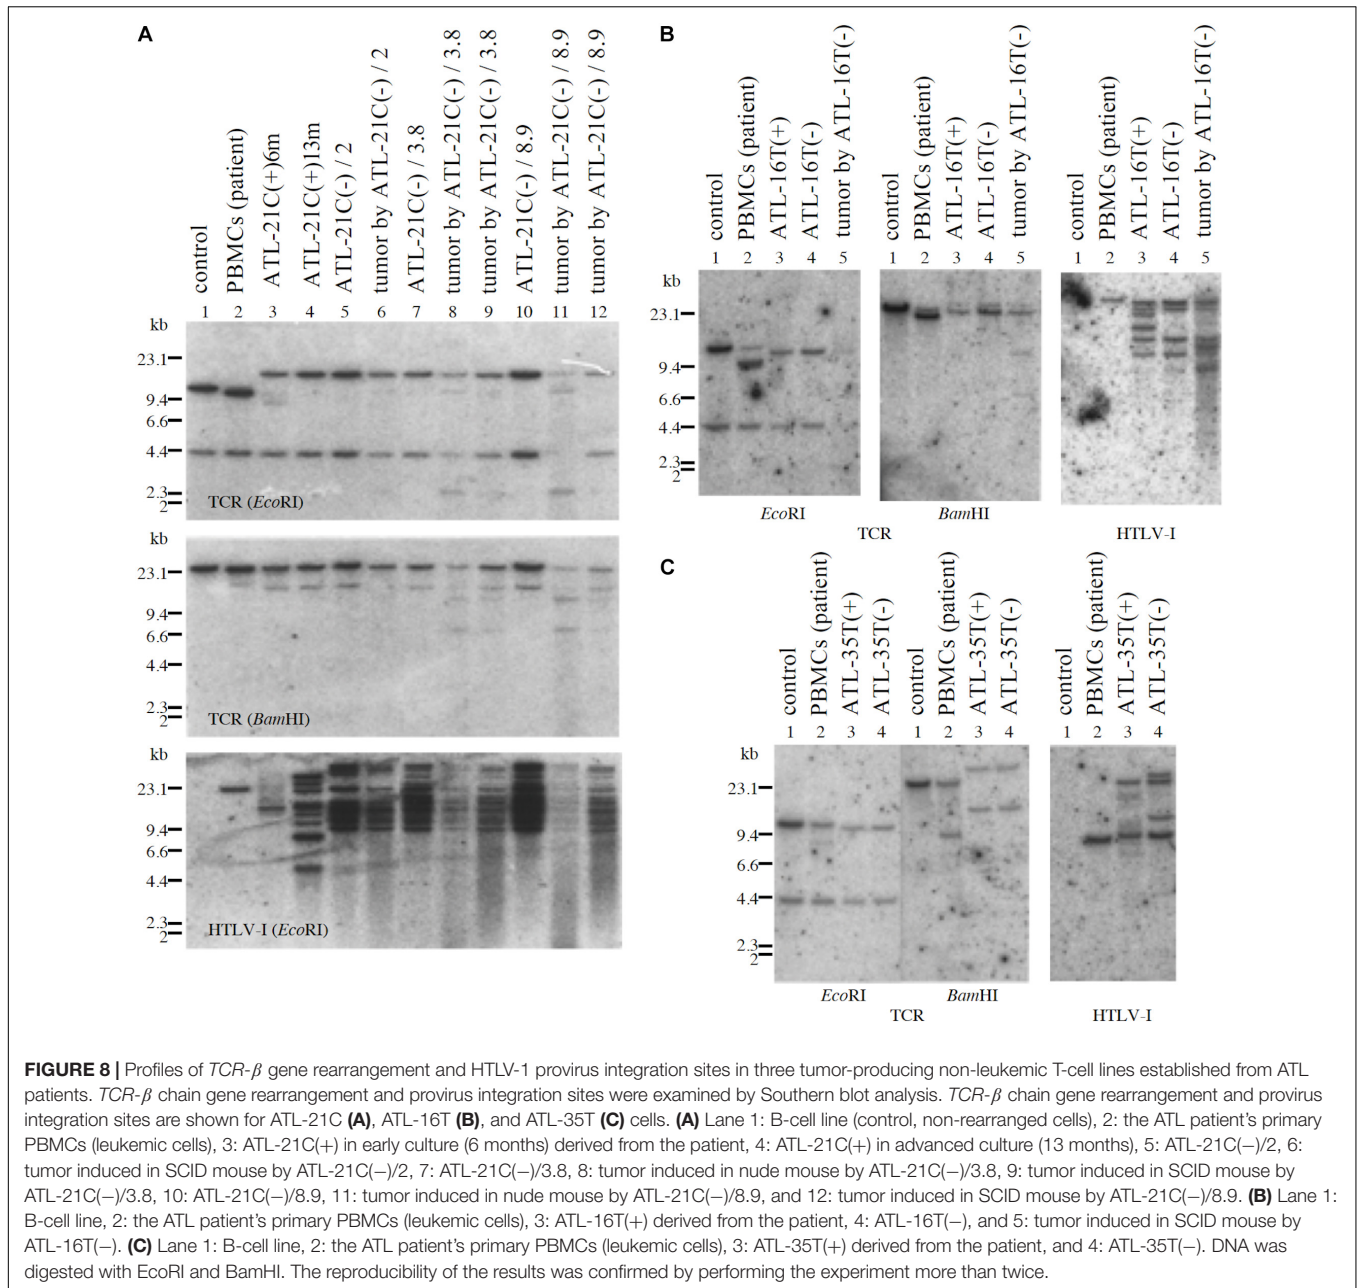 A
control
PBMCs (patient)
ATL-21C(+)6m
ATL-21C(+)13m
ATL-21C(-) / 2
tumor by ATL-21C(-) / 2
ATL-21C(-) / 3.8
tumor by ATL-21C(-) / 3.8
tumor by ATL-21C(-) / 3.8
ATL-21C(-) / 8.9
tumor by ATL-21C(-) / 8.9
tumor by ATL-21C(-) / 8.9
1 2 3 4 5 6 7 8 9 10 11 12
kb
23.1
9.4
6.6
4.4
2.3
2
TCR (EcoRI)
kb
23.1
9.4
6.6
4.4
2.3
2
TCR (BamHI)
kb
23.1
9.4
6.6
4.4
2.3
2
HTLV-I (EcoRI)
B
control
PBMCs (patient)
ATL-16T(+)
ATL-16T(-)
tumor by ATL-16T(-)
control
PBMCs (patient)
ATL-16T(+)
ATL-16T(-)
tumor by ATL-16T(-)
control
PBMCs (patient)
ATL-16T(+)
ATL-16T(-)
tumor by ATL-16T(-)
1 2 3 4 5 1 2 3 4 5 1 2 3 4 5
kb
23.1
9.4
6.6
4.4
2.3
2
EcoRI BamHI
TCR HTLV-I
C
control
PBMCs (patient)
ATL-35T(+)
ATL-35T(-)
control
PBMCs (patient)
ATL-35T(+)
ATL-35T(-)
control
PBMCs (patient)
ATL-35T(+)
ATL-35T(-)
1 2 3 4 1 2 3 4 1 2 3 4
kb
23.1
9.4
6.6
4.4
2.3
2
EcoRI BamHI
TCR HTLV-I
FIGURE 8 | Profiles of TCR-β gene rearrangement and HTLV-1 provirus integration sites in three tumor-producing non-leukemic T-cell lines established from ATL
patients. TCR-β chain gene rearrangement and provirus integration sites were examined by Southern blot analysis. TCR-β chain gene rearrangement and provirus
integration sites are shown for ATL-21C (A), ATL-16T (B), and ATL-35T (C) cells. (A) Lane 1: B-cell line (control, non-rearranged cells), 2: the ATL patient's primary
PBMCs (leukemic cells), 3: ATL-21C(+) in early culture (6 months) derived from the patient, 4: ATL-21C(+) in advanced culture (13 months), 5: ATL-21C(−)/2, 6:
tumor induced in SCID mouse by ATL-21C(−)/2, 7: ATL-21C(−)/3.8, 8: tumor induced in nude mouse by ATL-21C(−)/3.8, 9: tumor induced in SCID mouse by
ATL-21C(−)/3.8, 10: ATL-21C(−)/8.9, 11: tumor induced in nude mouse by ATL-21C(−)/8.9, and 12: tumor induced in SCID mouse by ATL-21C(−)/8.9. (B) Lane 1:
B-cell line, 2: the ATL patient's primary PBMCs (leukemic cells), 3: ATL-16T(+) derived from the patient, 4: ATL-16T(−), and 5: tumor induced in SCID mouse by
ATL-16T(−). (C) Lane 1: B-cell line, 2: the ATL patient's primary PBMCs (leukemic cells), 3: ATL-35T(+) derived from the patient, and 4: ATL-35T(−). DNA was
digested with EcoRI and BamHI. The reproducibility of the results was confirmed by performing the experiment more than twice.